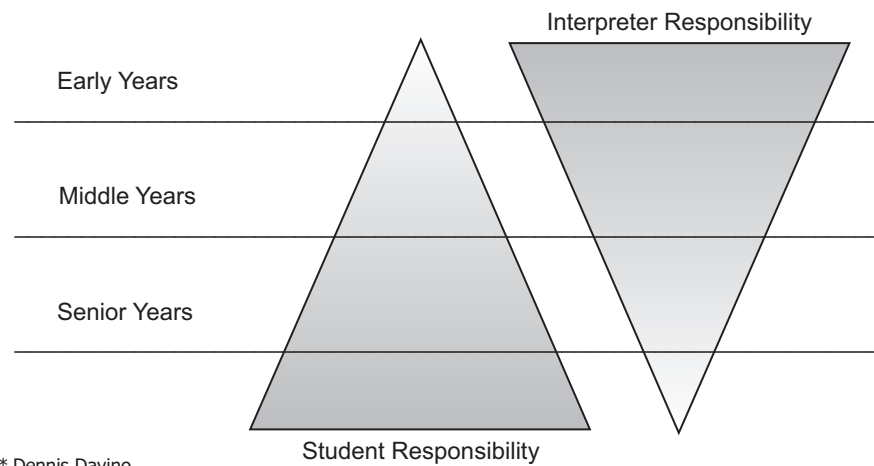 Interpreter Responsibility
Early Years
Middle Years
Senior Years
Student Responsibility
* Dennis Davino